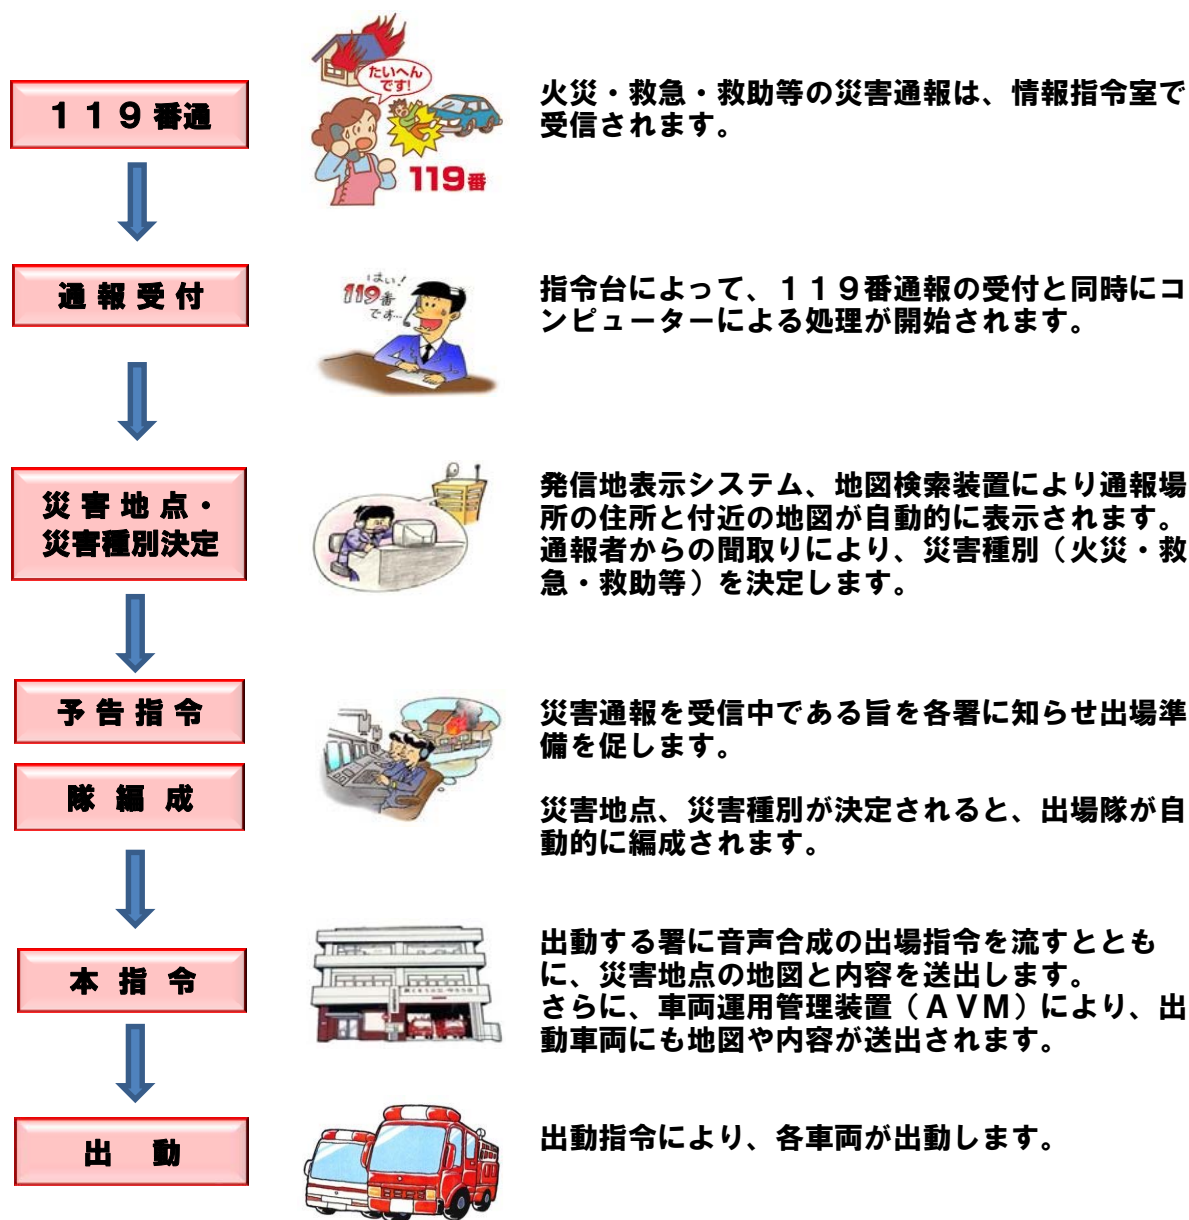 119番通
たいへん
です!
119番
火災・救急・救助等の災害通報は、情報指令室で
受信されます。
通報受付
はい!
119番
です…
指令台によって、119番通報の受付と同時にコ
ンピューターによる処理が開始されます。
災害地点・
災害種別決定
発信地表示システム、地図検索装置により通報場
所の住所と付近の地図が自動的に表示されます。
通報者からの聞取りにより、災害種別（火災・救
急・救助等）を決定します。
予告指令
隊編成
災害通報を受信中である旨を各署に知らせ出場準
備を促します。
災害地点、災害種別が決定されると、出場隊が自
動的に編成されます。
本指令
出動する署に音声合成の出場指令を流すととも
に、災害地点の地図と内容を送出します。
さらに、車両運用管理装置（AVM）により、出
動車両にも地図や内容が送出されます。
出動
出動指令により、各車両が出動します。